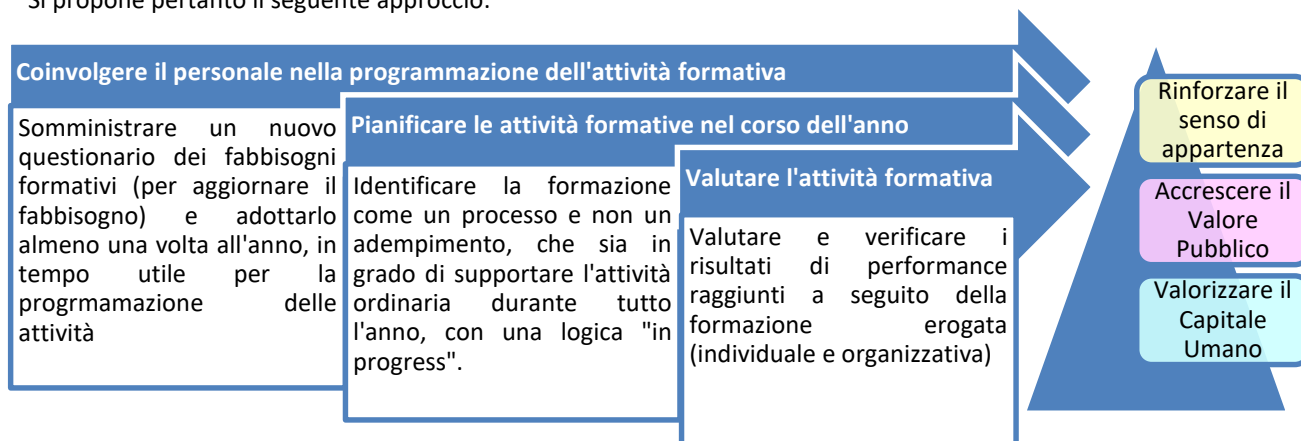 Si propone pertanto il seguente approccio:
Coinvolgere il personale nella programmazione dell'attività formativa
Somministrare un nuovo
questionario dei fabbisogni
formativi (per aggiornare il
fabbisogno) e adottarlo
almeno una volta all'anno, in
tempo utile per la
progrmamazione delle
attività
Pianificare le attività formative nel corso dell'anno
Identificare la formazione
come un processo e non un
adempimento, che sia in
grado di supportare l'attività
ordinaria durante tutto
l'anno, con una logica "in
progress".
Valutare l'attività formativa
Valutare e verificare i
risultati di performance
raggiunti a seguito della
formazione erogata
(individuale e organizzativa)
Rinforzare il
senso di
appartenza
Accrescere il
Valore
Pubblico
Valorizzare il
Capitale
Umano